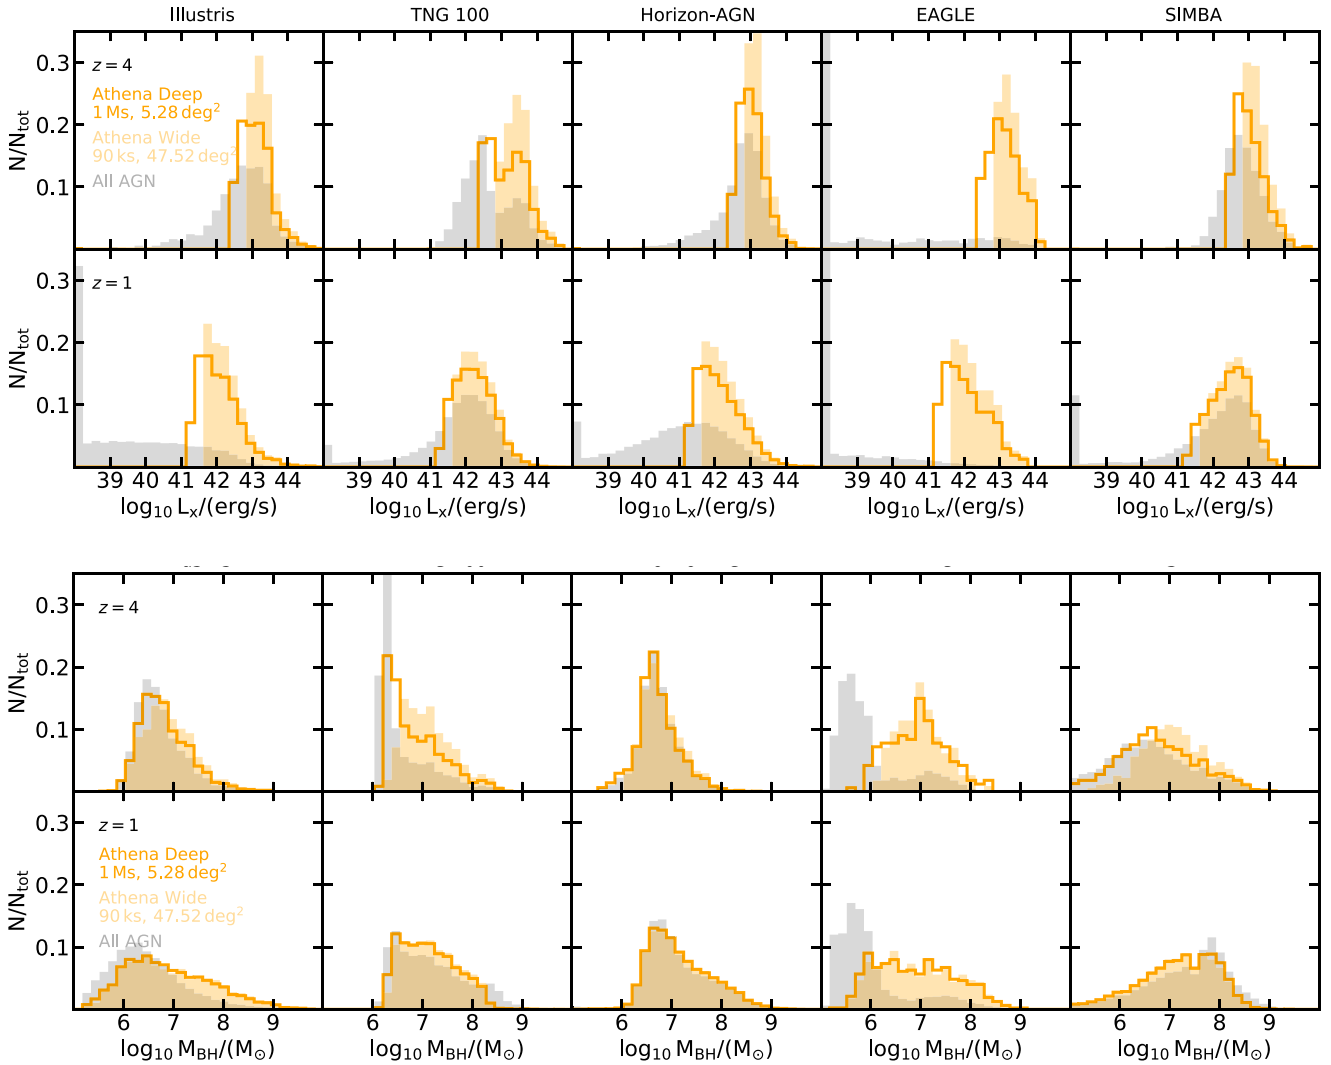 Illustris TNG 100 Horizon-AGN EAGLE SIMBA
0.3
z = 4
Athena Deep
1 Ms, 5.28 deg²
0.2
Athena Wide
90 ks, 47.52 deg²
All AGN
0.1
N/N_tot
0.3
z = 1
0.2
0.1
N/N_tot
39 40 41 42 43 44 39 40 41 42 43 44 39 40 41 42 43 44 39 40 41 42 43 44 39 40 41 42 43 44
log₁₀ Lₓ/(erg/s) log₁₀ Lₓ/(erg/s) log₁₀ Lₓ/(erg/s) log₁₀ Lₓ/(erg/s) log₁₀ Lₓ/(erg/s)
0.3
z = 4
0.2
0.1
N/N_tot
0.3
z = 1
Athena Deep
1 Ms, 5.28 deg²
0.2
Athena Wide
90 ks, 47.52 deg²
All AGN
0.1
N/N_tot
6 7 8 9 6 7 8 9 6 7 8 9 6 7 8 9 6 7 8 9
log₁₀ M_BH/(M_⊙) log₁₀ M_BH/(M_⊙) log₁₀ M_BH/(M_⊙) log₁₀ M_BH/(M_⊙) log₁₀ M_BH/(M_⊙)